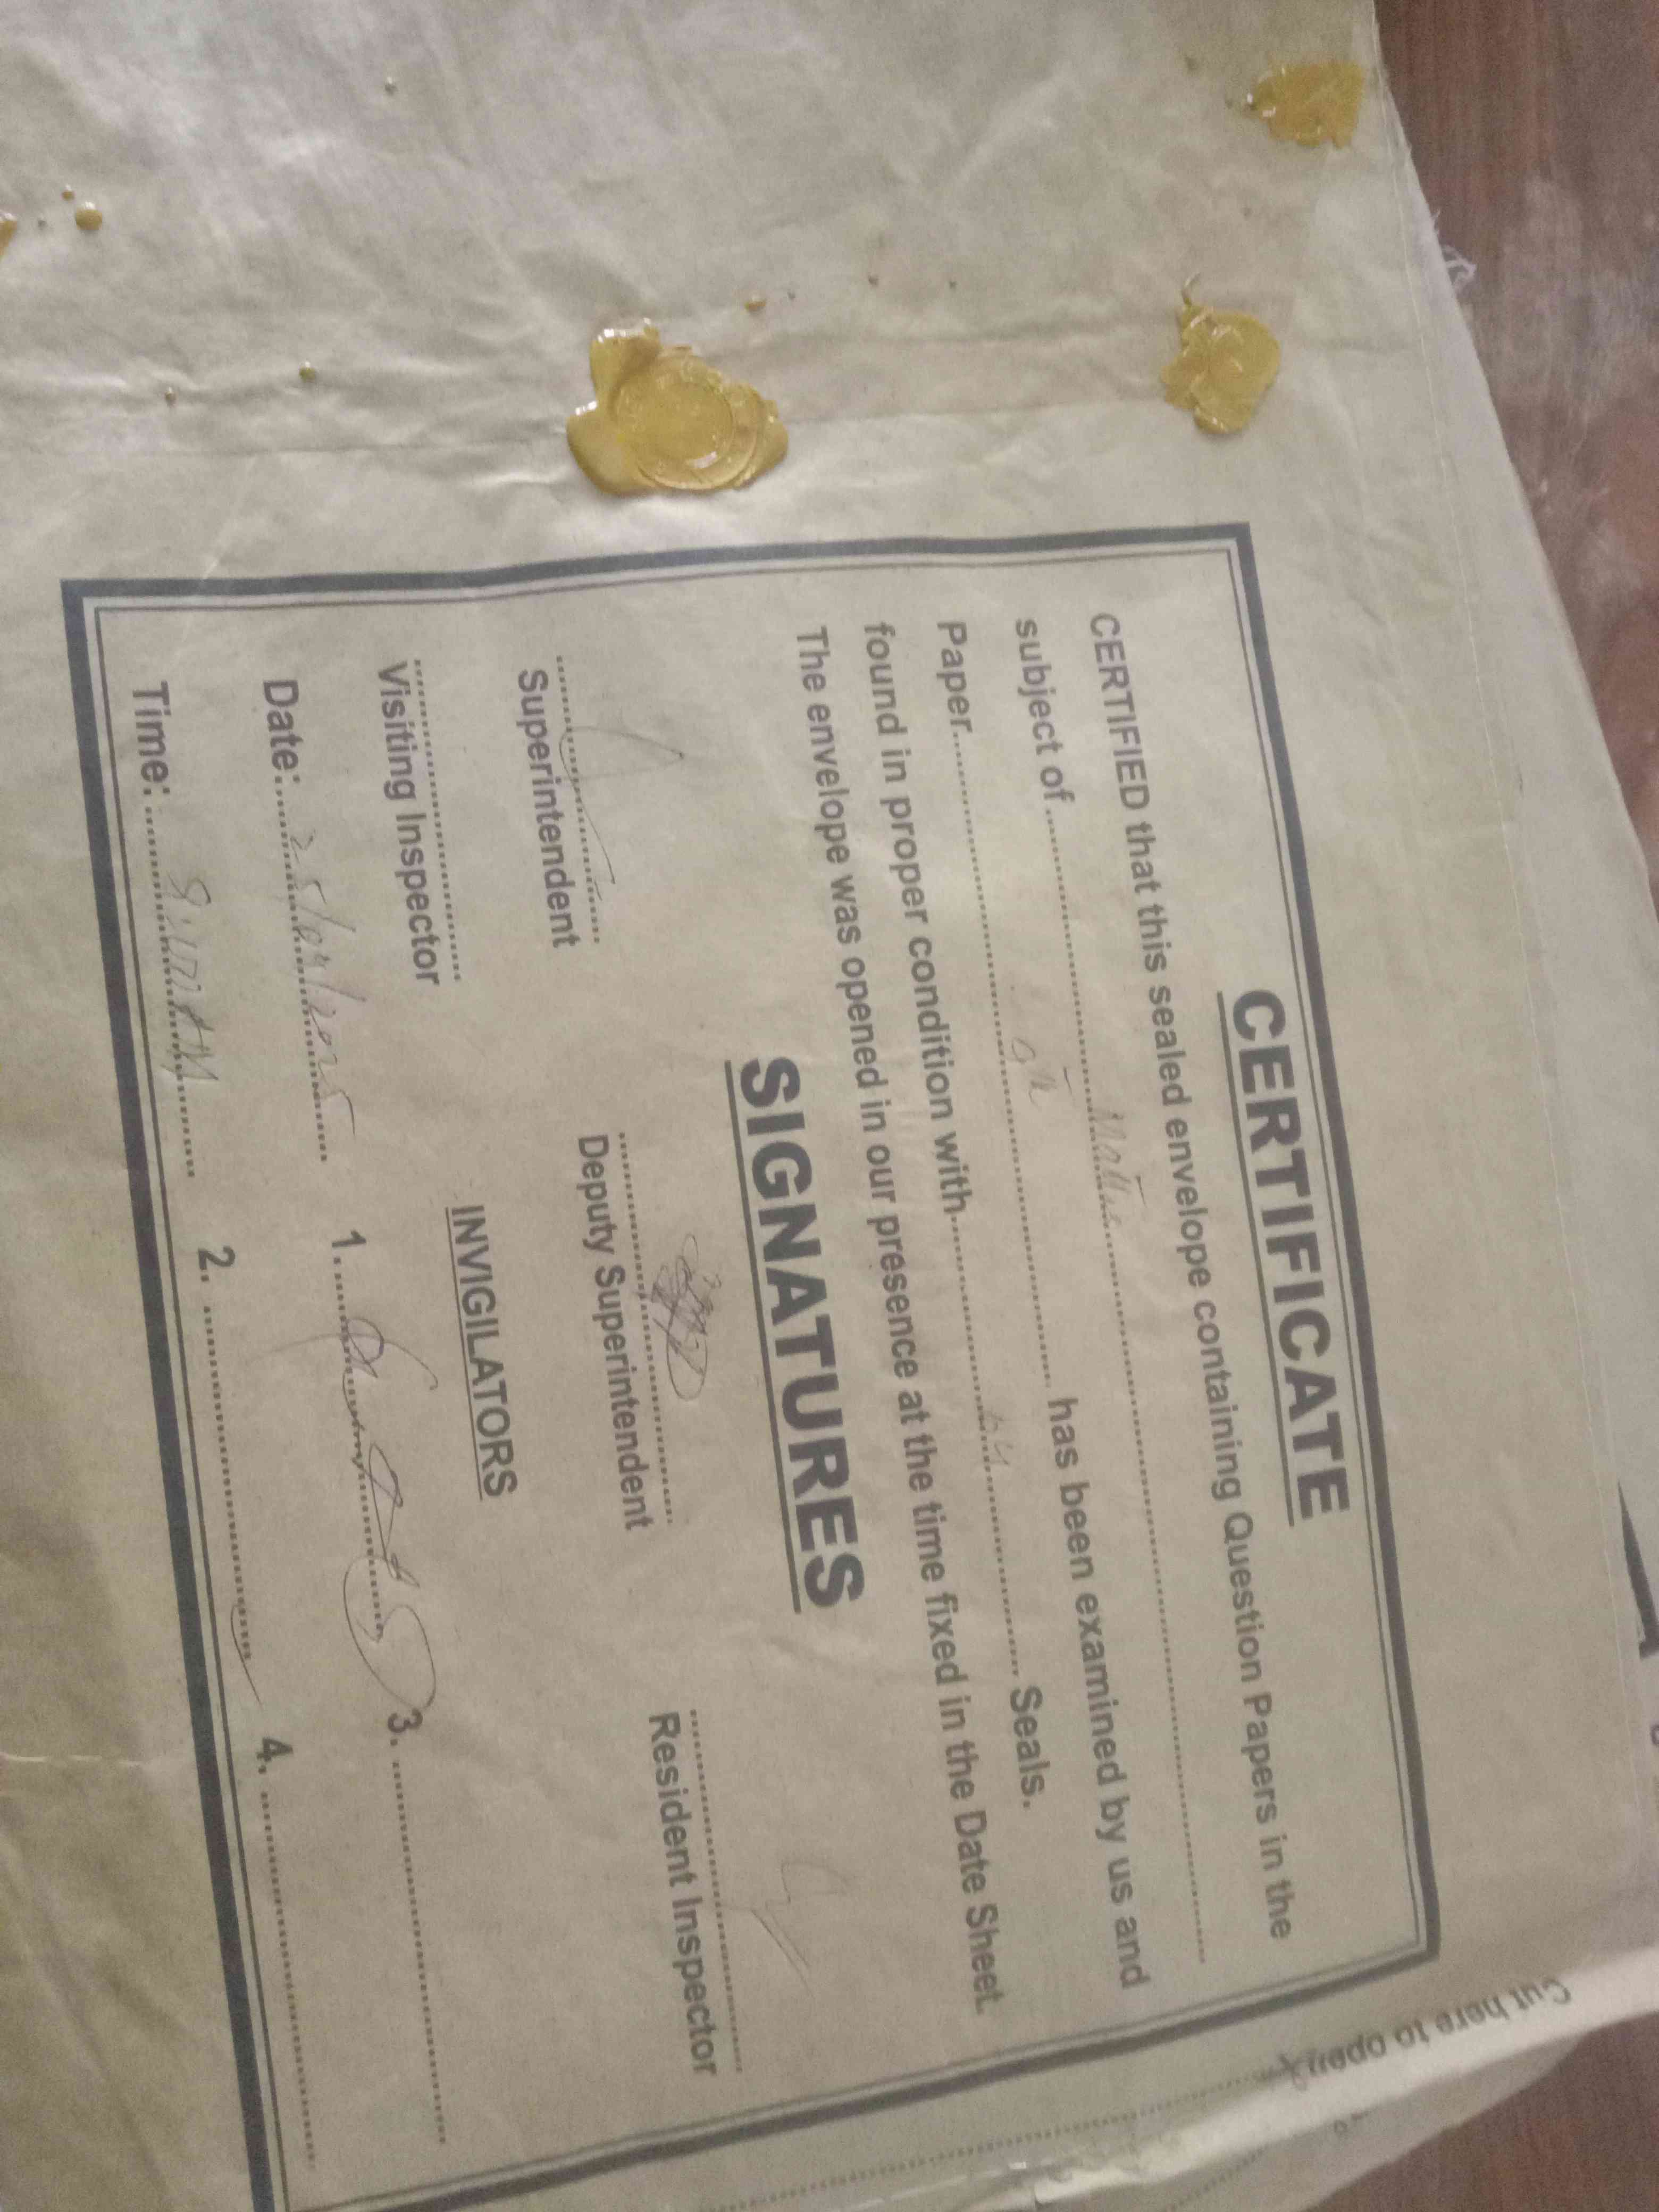 CERTIFICATE
CERTIFIED that this sealed envelope containing Question Papers in the
subject of........Maths........
Paper................ has been examined by us and
found in proper condition with........04........ Seals.
The envelope was opened in our presence at the time fixed in the Date Sheet.
SIGNATURES
Superintendent
Deputy Superintendent
Resident Inspector
Visiting Inspector
INVIGILATORS
Date:
1.
3.
Time:
2.
4.
Cut here to open